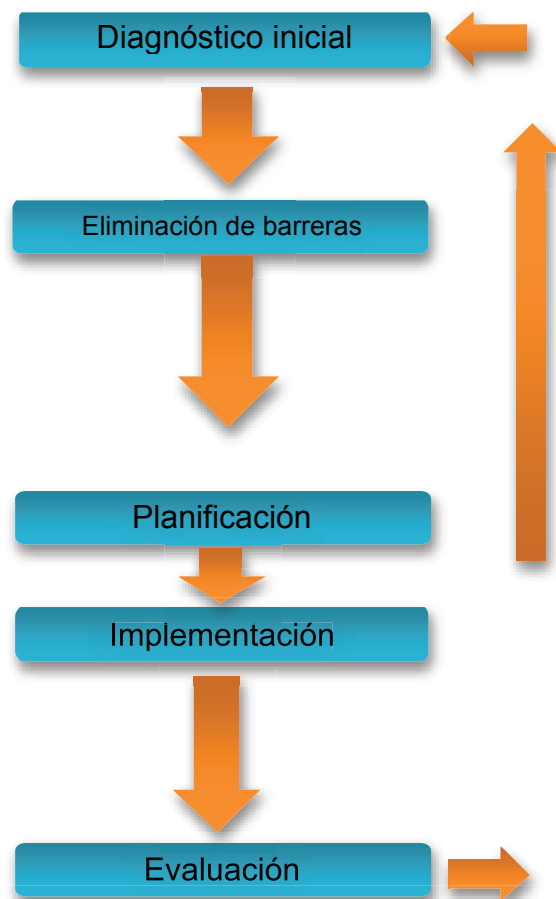 Diagnóstico inicial
Eliminación de barreras
Planificación
Implementación
Evaluación